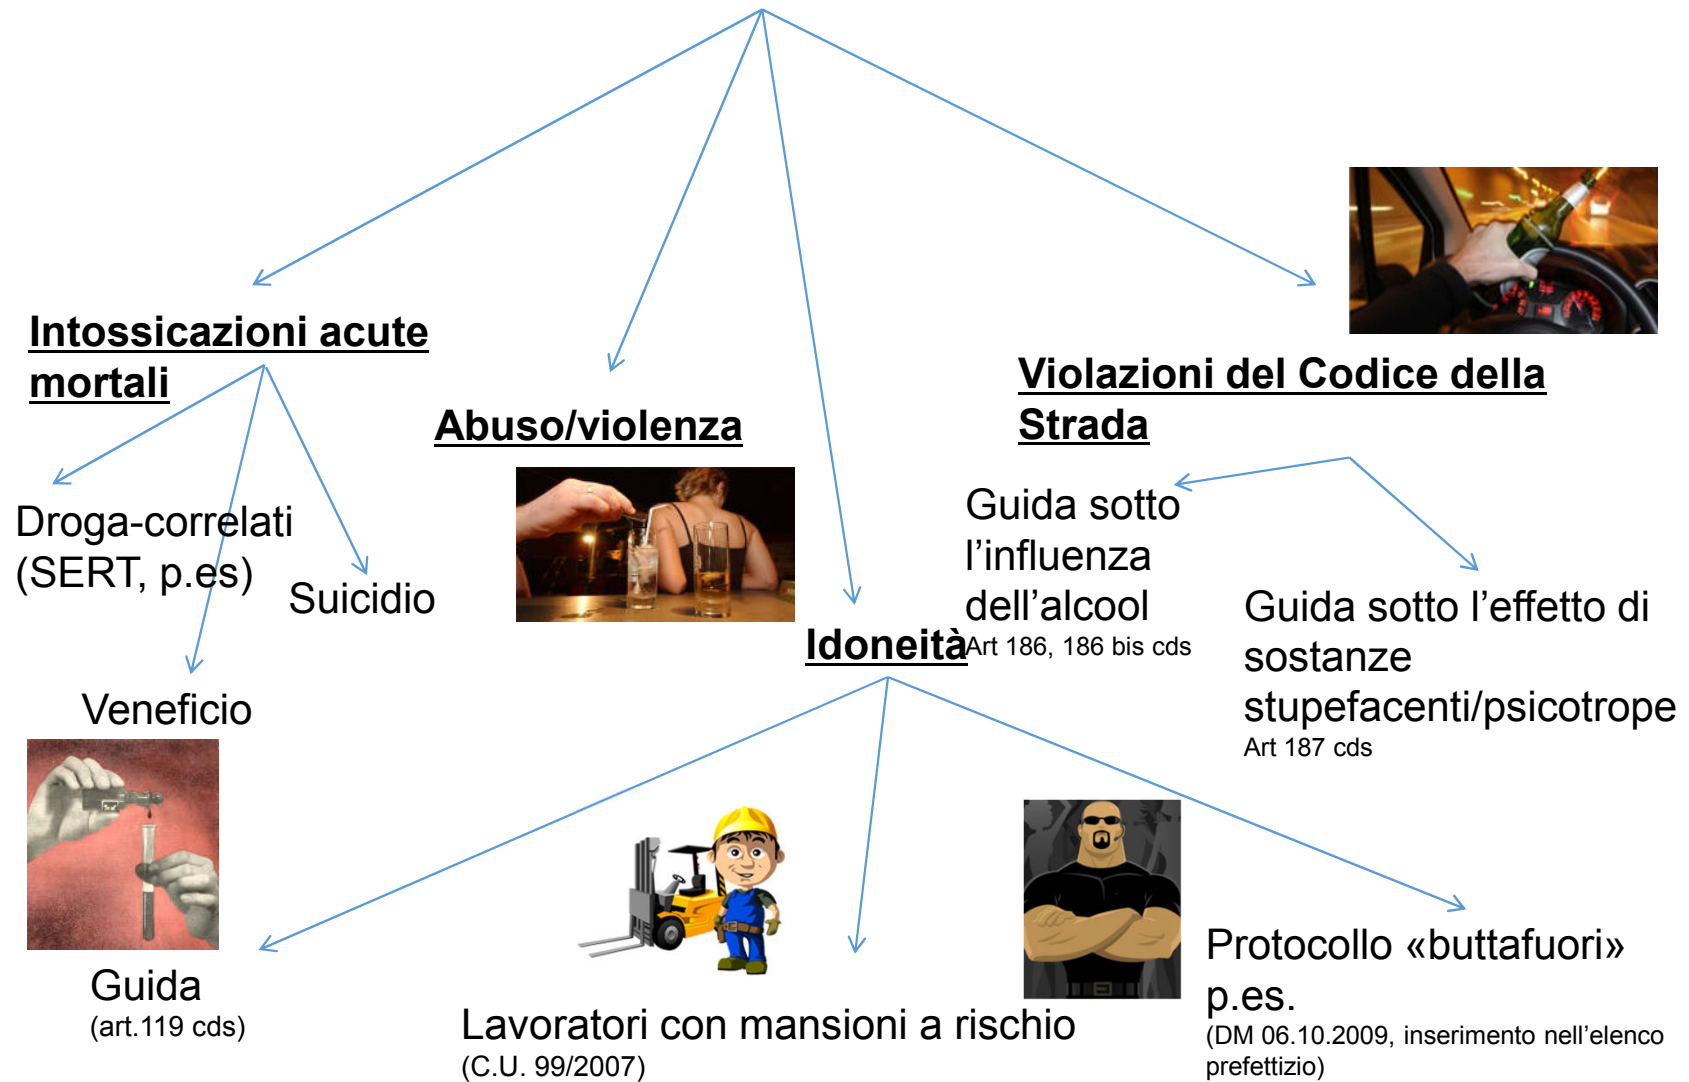 Intossicazioni acute
mortali
Droga-correlati
(SERT, p.es)
Suicidio
Veneficio
Abuso/violenza
Idoneità
Guida
(art.119 cds)
Lavoratori con mansioni a rischio
(C.U. 99/2007)
Protocollo «buttafuori»
p.es.
(DM 06.10.2009, inserimento nell’elenco
prefettizio)
Violazioni del Codice della
Strada
Guida sotto
l’influenza
dell’alcool
Art 186, 186 bis cds
Guida sotto l’effetto di
sostanze
stupefacenti/psicotrope
Art 187 cds